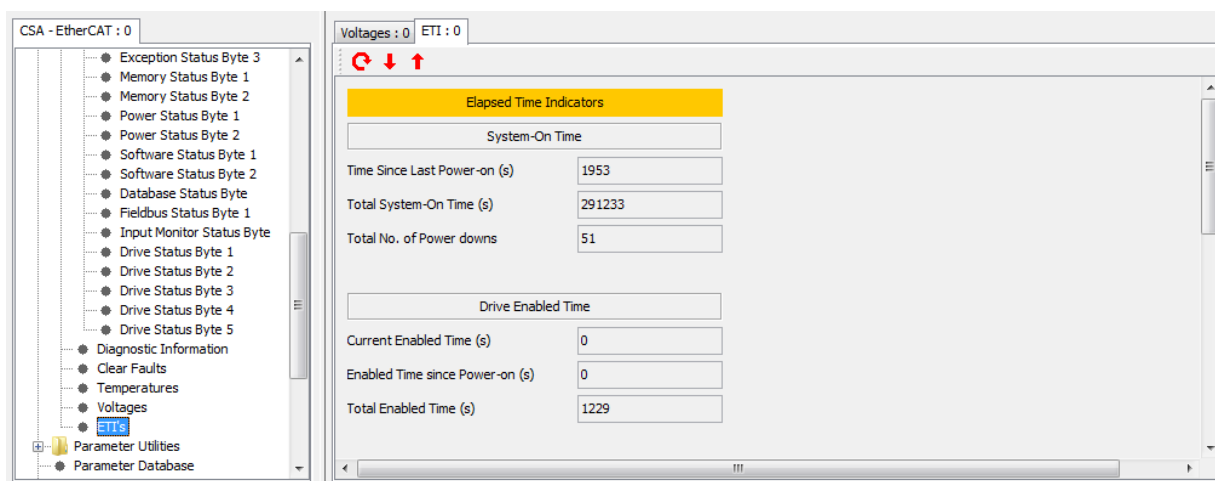 CSA - EtherCAT : 0
Exception Status Byte 3
Memory Status Byte 1
Memory Status Byte 2
Power Status Byte 1
Power Status Byte 2
Software Status Byte 1
Software Status Byte 2
Database Status Byte
Fieldbus Status Byte 1
Input Monitor Status Byte
Drive Status Byte 1
Drive Status Byte 2
Drive Status Byte 3
Drive Status Byte 4
Drive Status Byte 5
Diagnostic Information
Clear Faults
Temperatures
Voltages
ETI's
Parameter Utilities
Parameter Database
Voltages : 0 ETI : 0
Elapsed Time Indicators
System-On Time
Time Since Last Power-on (s) 1953
Total System-On Time (s) 291233
Total No. of Power downs 51
Drive Enabled Time
Current Enabled Time (s) 0
Enabled Time since Power-on (s) 0
Total Enabled Time (s) 1229